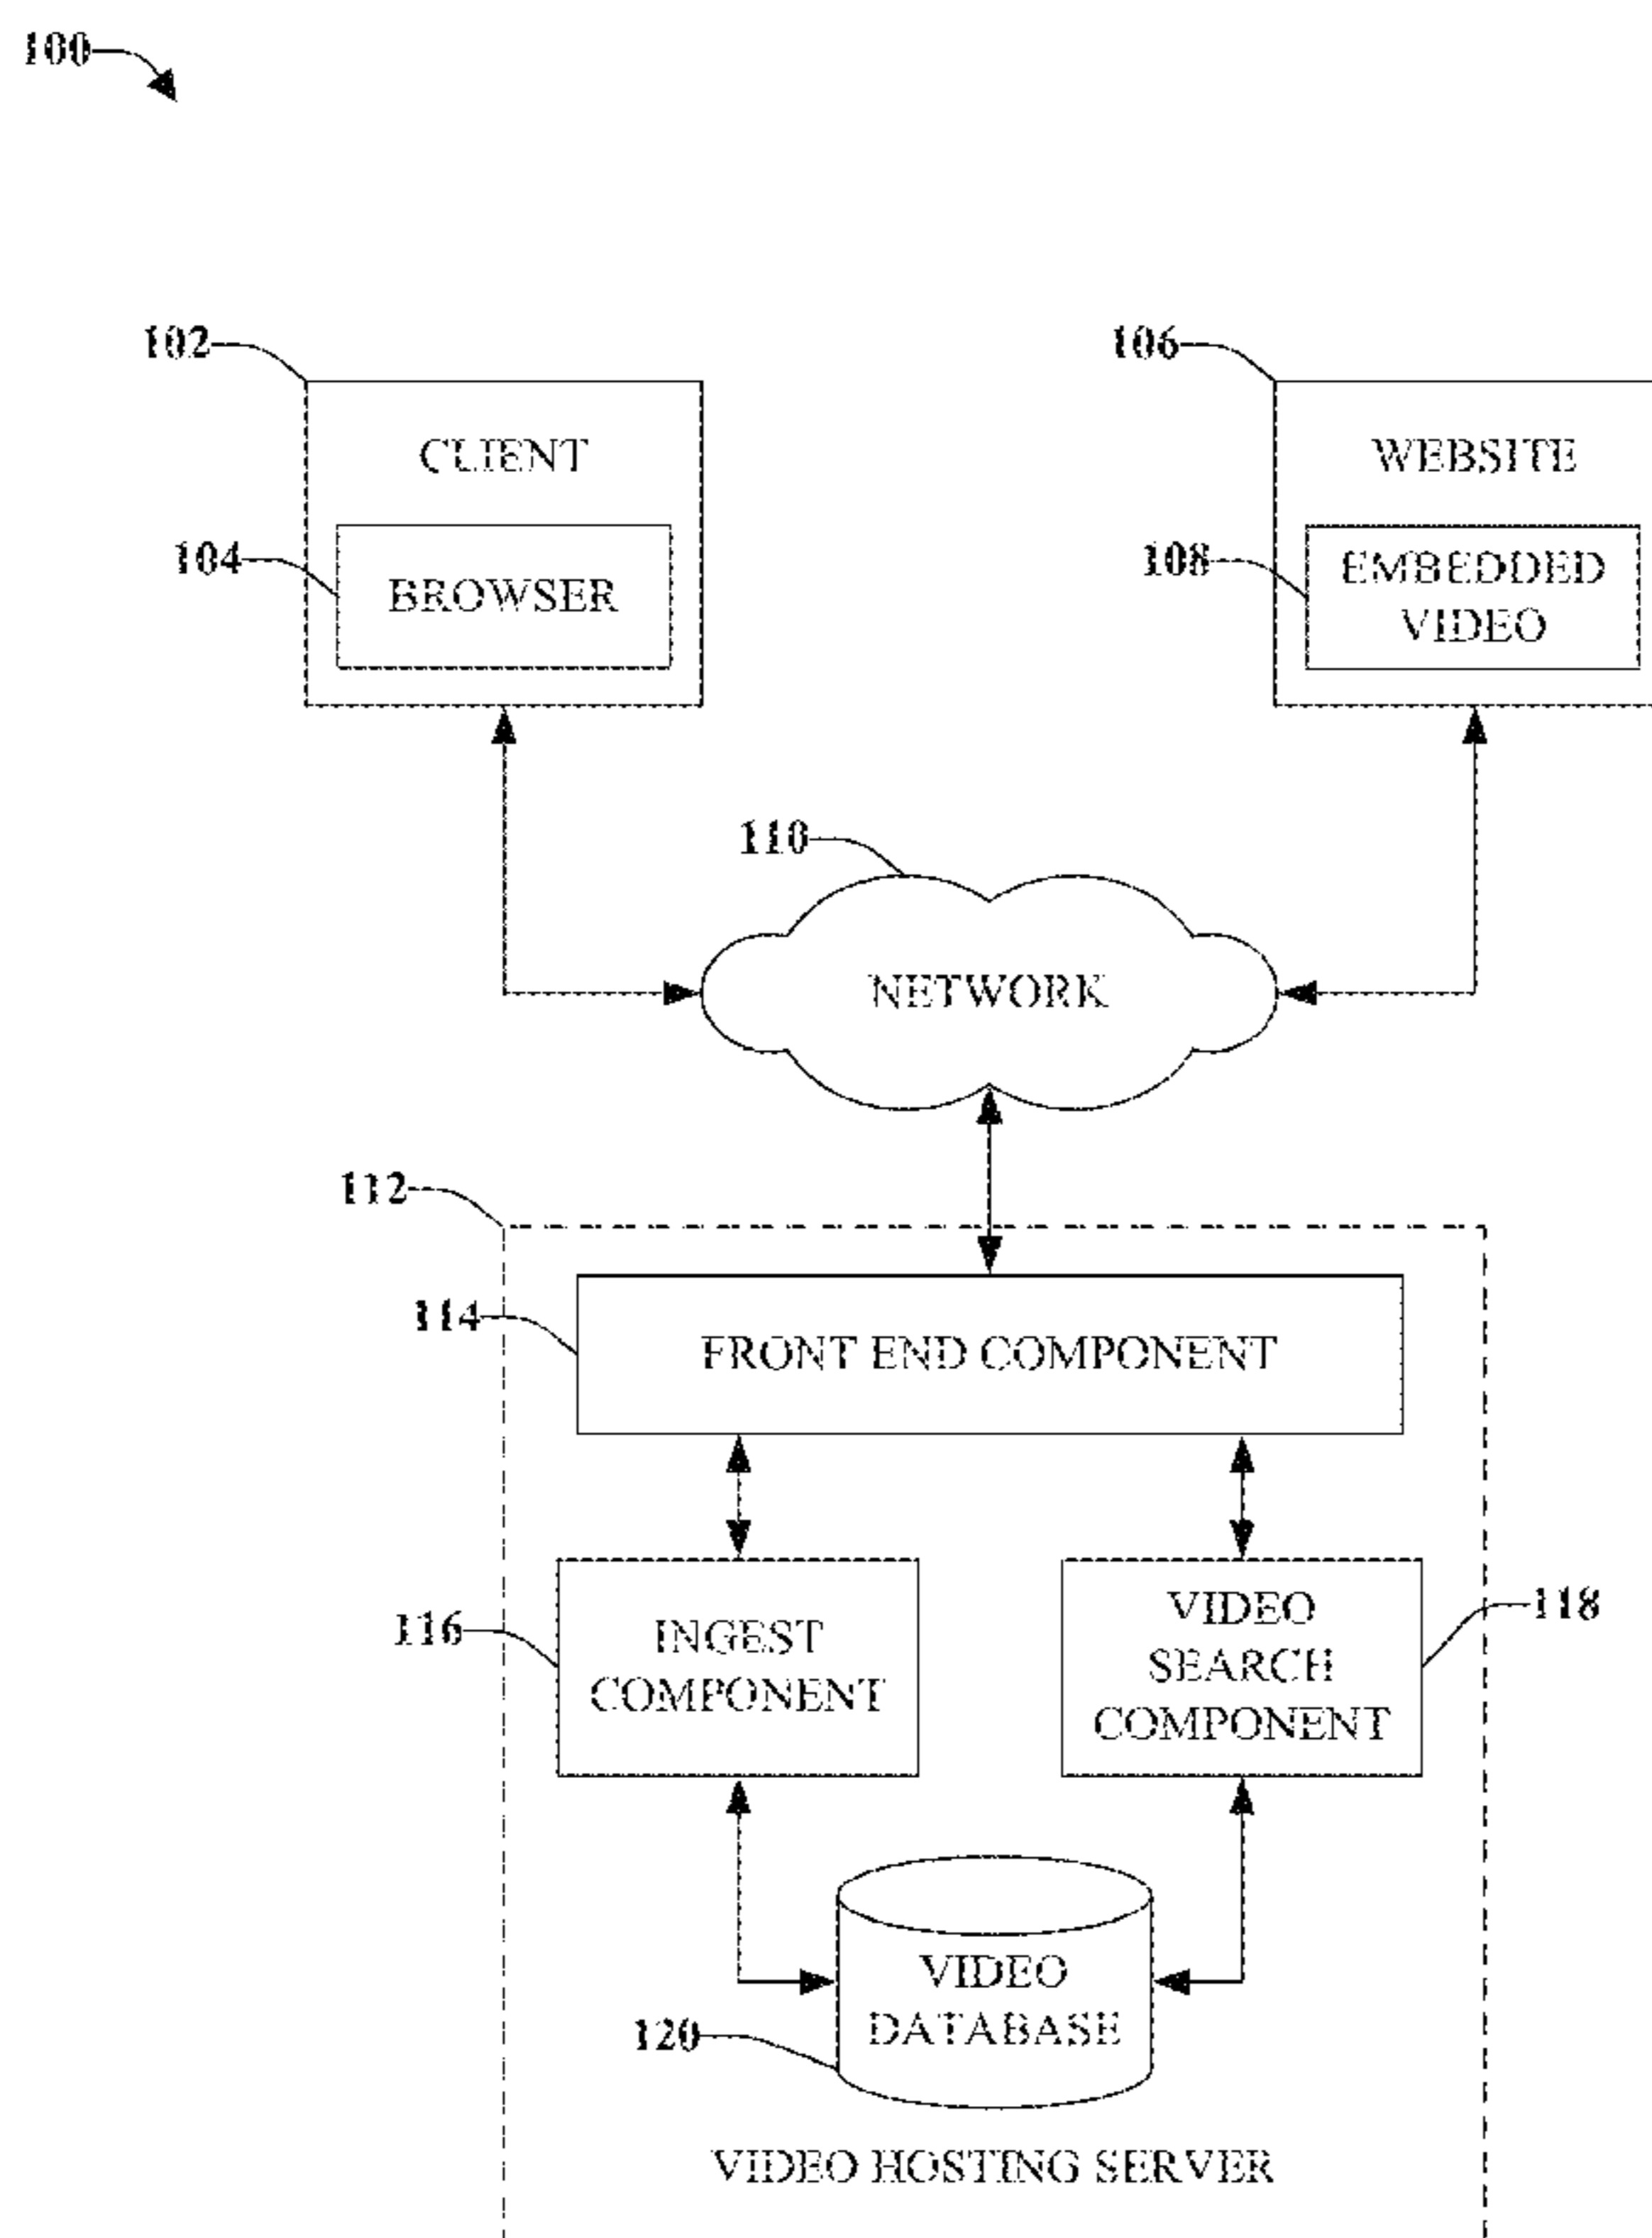 100
102
106
CLIENT
WEBSITE
104
BROWSER
108
EMBEDDED
VIDEO
110
NETWORK
112
114
FRONT END COMPONENT
116
INGEST
COMPONENT
VIDEO
SEARCH
COMPONENT
118
VIDEO
DATABASE
120
VIDEO HOSTING SERVER